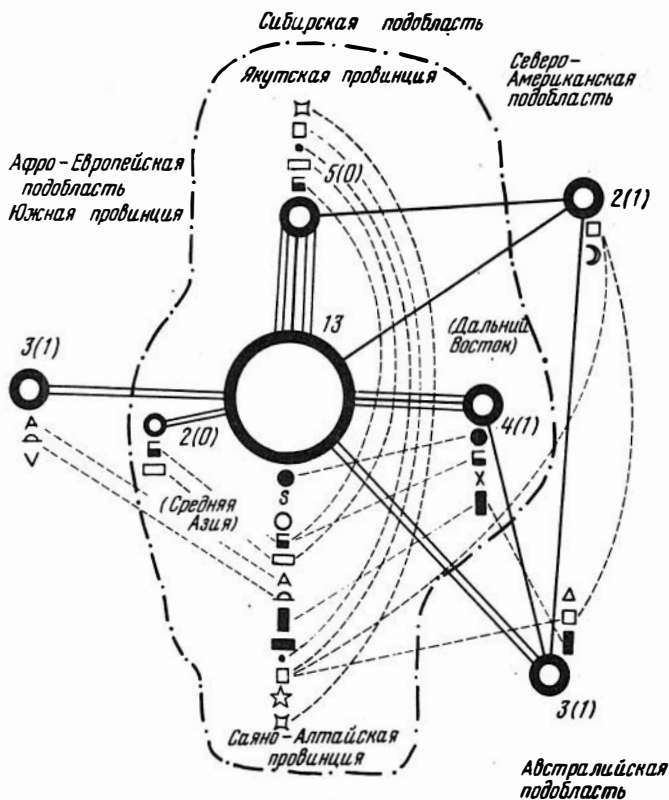 Сибирская подобласть
Якутская провинция
Северо-
Американская
подобласть
Афро-Европейская
подобласть
Южная провинция
5(0)
2(1)
13
(Дальний
Восток)
3(1)
2(0)
4(1)
(Средняя
Азия)
S
A
V
X
A
3(1)
Саяно-Алтайская
провинция
Австралийская
подобласть